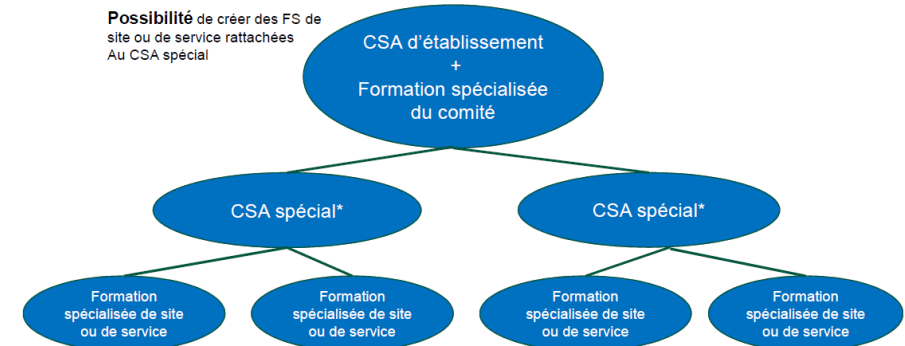 Possibilité de créer des FS de
site ou de service rattachées
Au CSA spécial
CSA d’établissement
+
Formation spécialisée
du comité
CSA spécial*
CSA spécial*
Formation
spécialisée de site
ou de service
Formation
spécialisée de site
ou de service
Formation
spécialisée de site
ou de service
Formation
spécialisée de site
ou de service